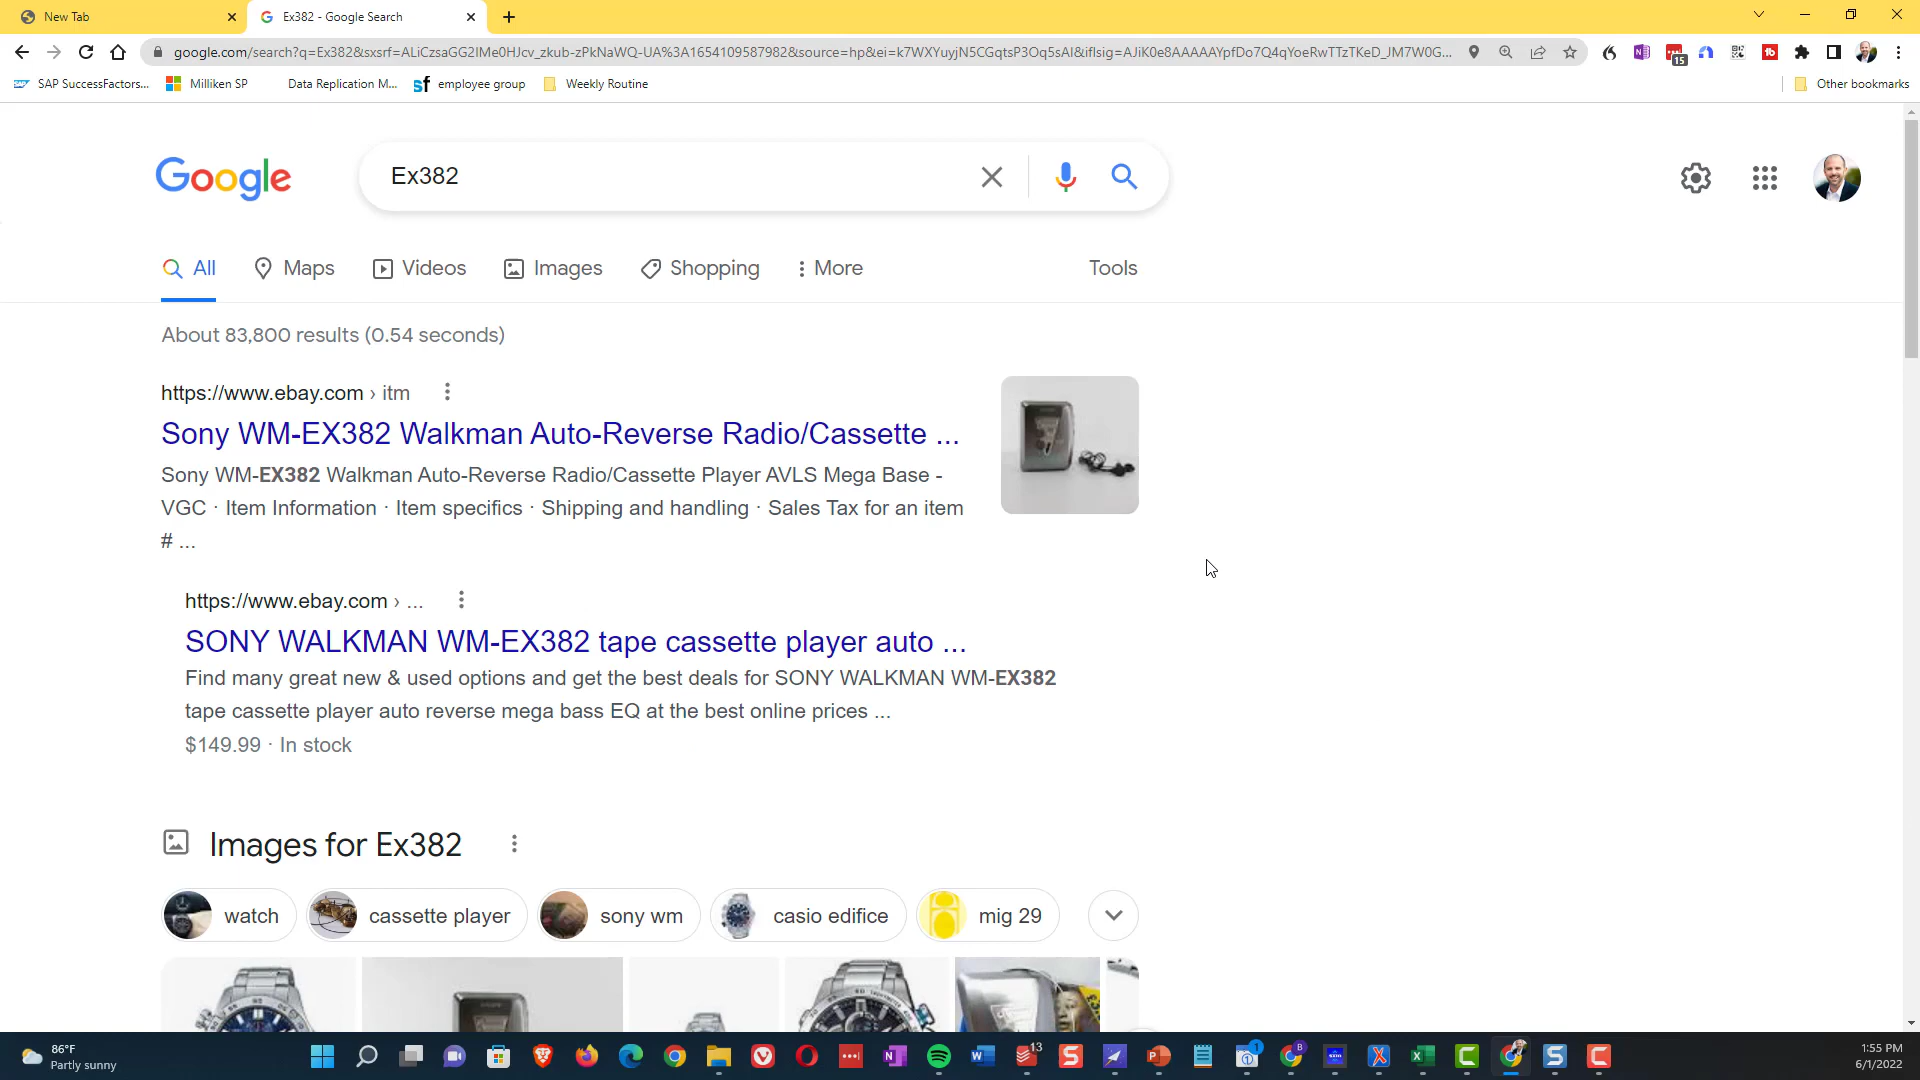 New Tab
Ex382 - Google Search
google.com/search?q=Ex382&sxsrf=ALiCzsaGG2IMe0HJcv_zkub-zPkNaWQ-UA%3A1654109587982&source=hp&ei=k7WXYuyjN5CGqtsP3Oq5sAI&iflsig=AJiK0e8AAAAAYpfDo7Q4qYoeRwTTzTKeD_JM7W0G...
15
SAP SuccessFactors...
Milliken SP
Data Replication M...
employee group
Weekly Routine
Other bookmarks
Google
Ex382
All
Maps
Videos
Images
Shopping
More
Tools
About 83,800 results (0.54 seconds)
https://www.ebay.com › itm
Sony WM-EX382 Walkman Auto-Reverse Radio/Cassette ...
Sony WM-EX382 Walkman Auto-Reverse Radio/Cassette Player AVLS Mega Base -
VGC · Item Information · Item specifics · Shipping and handling · Sales Tax for an item
# ...
https://www.ebay.com › ...
SONY WALKMAN WM-EX382 tape cassette player auto ...
Find many great new & used options and get the best deals for SONY WALKMAN WM-EX382
tape cassette player auto reverse mega bass EQ at the best online prices ...
$149.99 · In stock
Images for Ex382
watch
cassette player
sony wm
casio edifice
mig 29
86°F
Partly sunny
13
1
1:55 PM
6/1/2022